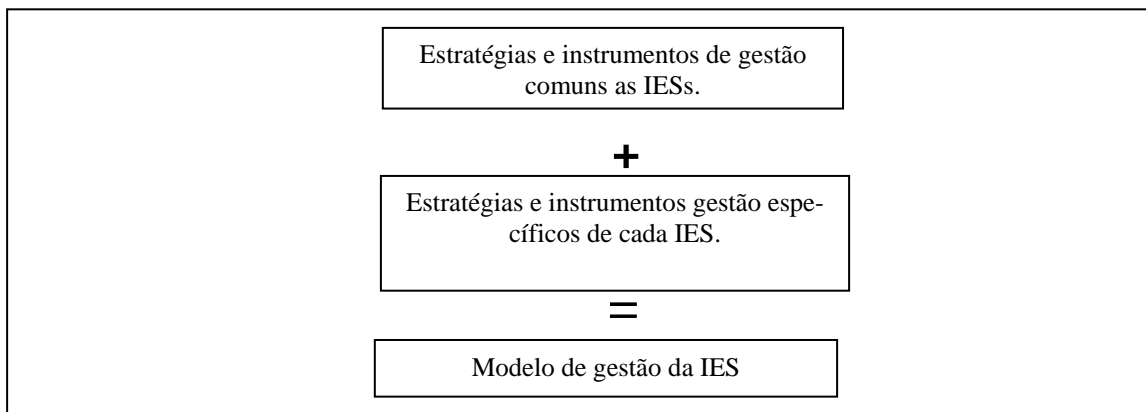 Estratégias e instrumentos de gestão
comuns as IESs.
+
Estratégias e instrumentos gestão espe-
cíficos de cada IES.
=
Modelo de gestão da IES